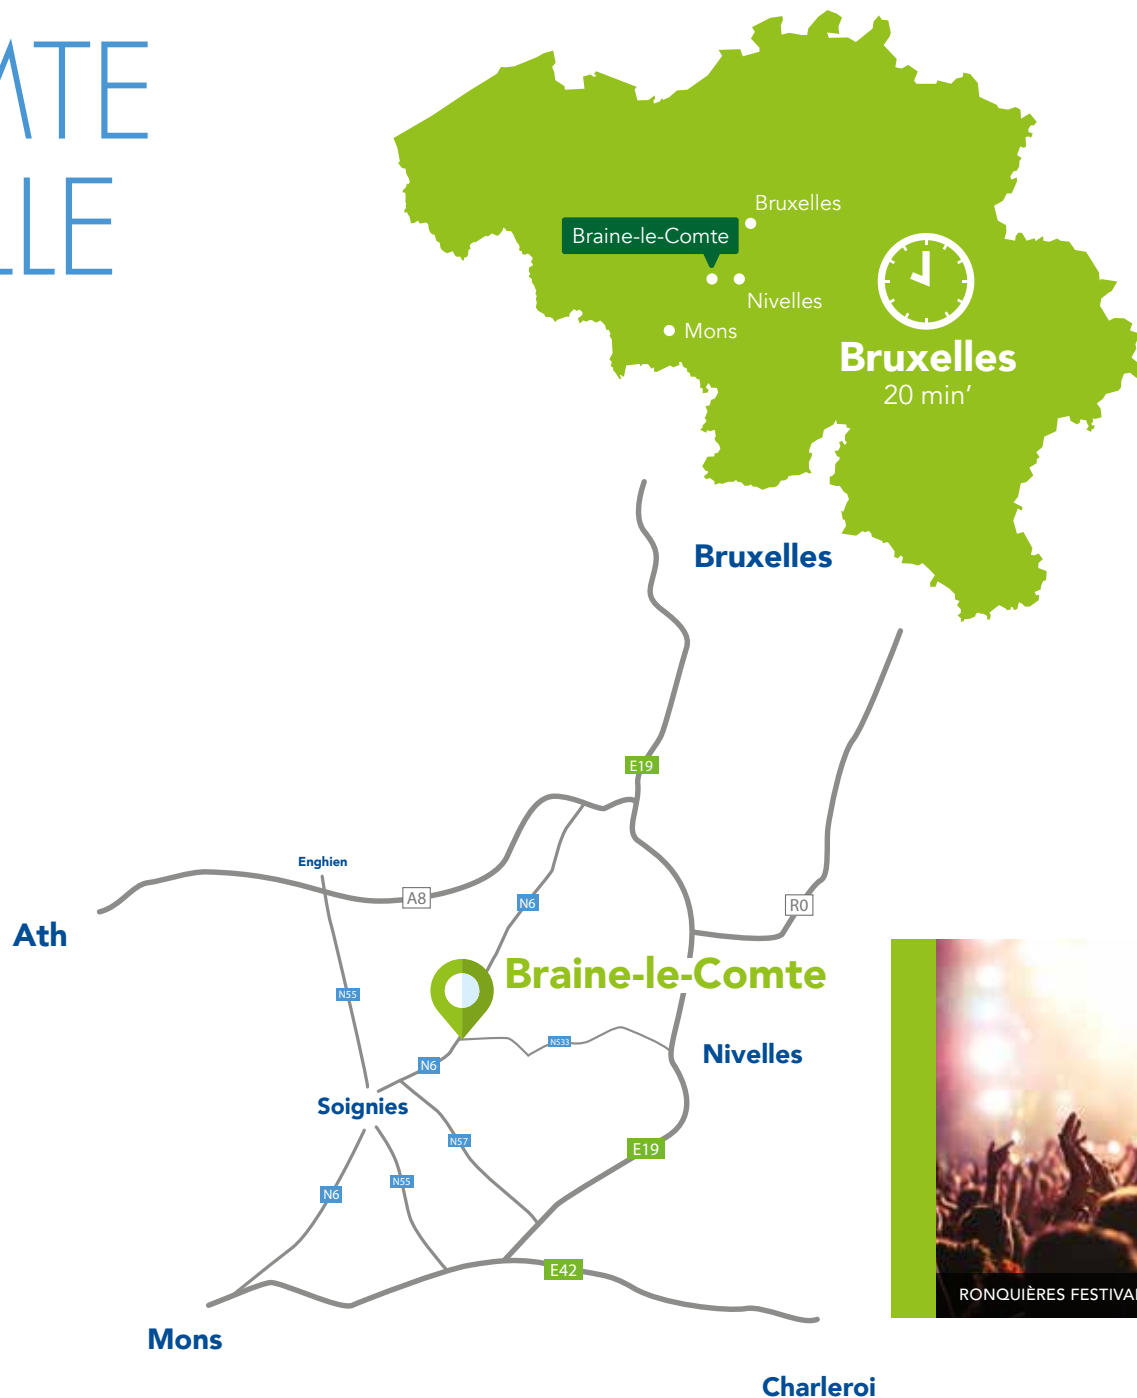 MTE
LLE
Bruxelles
Braine-le-Comte
Nivelles
Mons
Bruxelles
20 min’
Bruxelles
E19
Enghien
A8
N6
R0
Ath
Braine-le-Comte
N55
N533
Nivelles
N6
Soignies
N57
E19
N55
N6
E42
RONQUIÈRES FESTIVAL
Mons
Charleroi